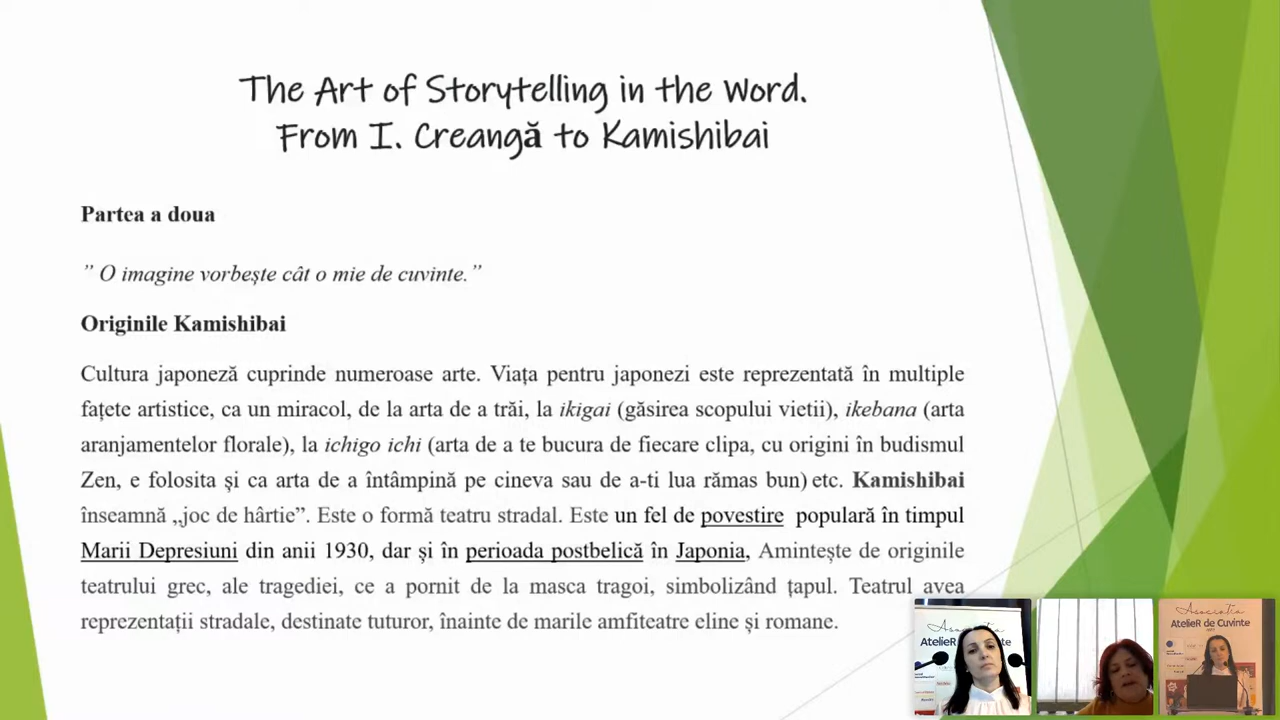 The Art of Storytelling in the Word.
From I. Creangă to Kamishibai
Partea a doua
” O imagine vorbește cât o mie de cuvinte.”
Originile Kamishibai
Cultura japoneză cuprinde numeroase arte. Viața pentru japonezi este reprezentată în multiple
fațete artistice, ca un miracol, de la arta de a trăi, la ikigai (găsirea scopului vietii), ikebana (arta
aranjamentelor florale), la ichigo ichi (arta de a te bucura de fiecare clipa, cu origini în budismul
Zen, e folosita și ca arta de a întâmpină pe cineva sau de a-ti lua rămas bun) etc. Kamishibai
înseamnă „joc de hârtie”. Este o formă teatru stradal. Este un fel de povestire populară în timpul
Marii Depresiuni din anii 1930, dar și în perioada postbelică în Japonia, Amintește de originile
teatrului grec, ale tragediei, ce a pornit de la masca tragoi, simbolizând țapul. Teatrul avea
reprezentații stradale, destinate tuturor, înainte de marile amfiteatre eline și romane.
Asociatia
AtelieR de Cuvinte